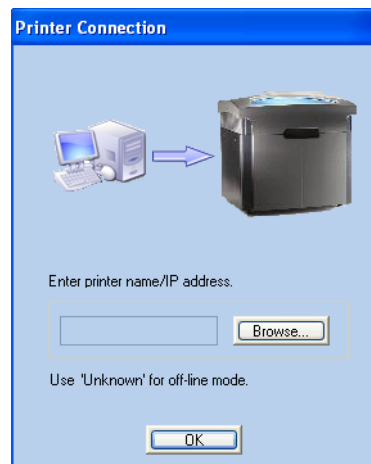 Printer Connection
Enter printer name/IP address.
Browse...
Use 'Unknown' for off-line mode.
OK